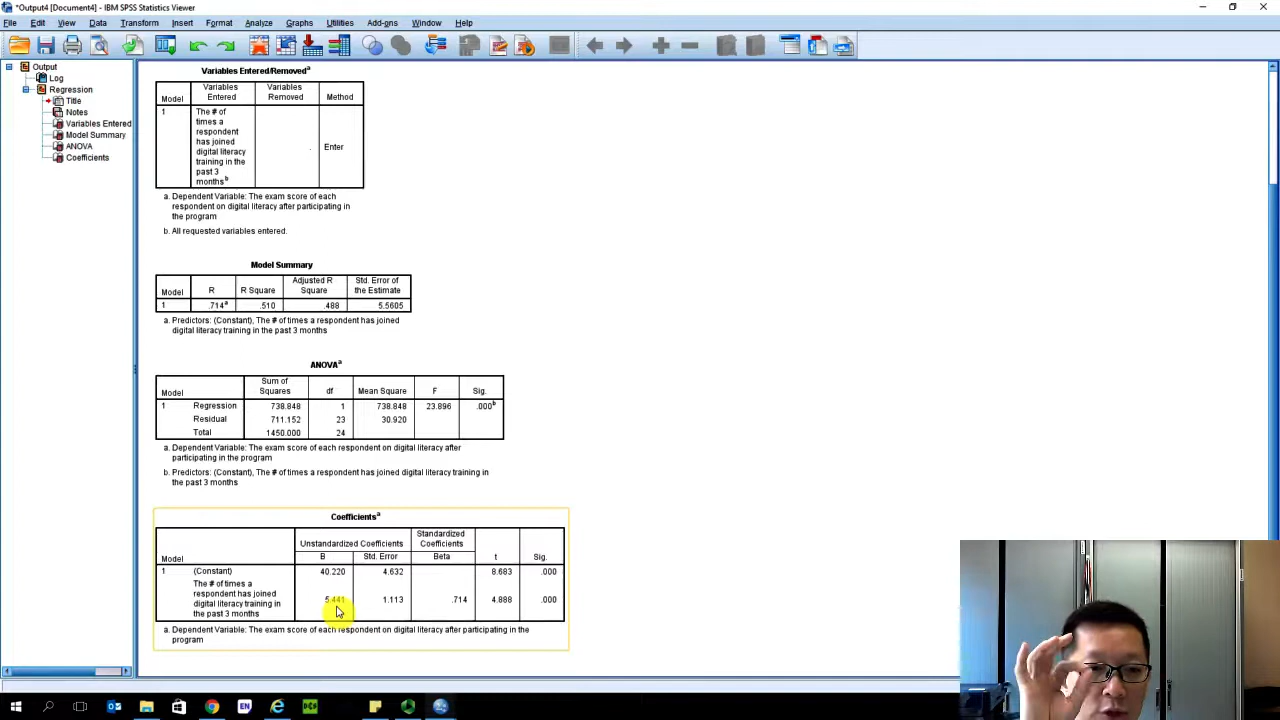 *Output4 [Document4] - IBM SPSS Statistics Viewer
File Edit View Data Transform Insert Format Analyze Graphs Utilities Add-ons Window Help
Output
Log
Regression
Title
Notes
Variables Entered
Model Summary
ANOVA
Coefficients
Variables Entered/Removedᵃ
Model Variables Entered Variables Removed Method
1 The # of . Enter
times a
respondent
has joined
digital literacy
training in the
past 3
monthsᵇ
a. Dependent Variable: The exam score of each
respondent on digital literacy after participating in
the program
b. All requested variables entered.
Model Summary
Model R R Square Adjusted R Square Std. Error of the Estimate
1 .714ᵃ .510 .488 5.5605
a. Predictors: (Constant), The # of times a respondent has joined
digital literacy training in the past 3 months
ANOVAᵃ
Model Sum of Squares df Mean Square F Sig.
1 Regression 738.848 1 738.848 23.896 .000ᵇ
Residual 711.152 23 30.920
Total 1450.000 24
a. Dependent Variable: The exam score of each respondent on digital literacy after
participating in the program
b. Predictors: (Constant), The # of times a respondent has joined digital literacy training in
the past 3 months
Coefficientsᵃ
Unstandardized Coefficients Standardized Coefficients
Model B Std. Error Beta t Sig.
1 (Constant) 40.220 4.632 8.683 .000
The # of times a
respondent has joined
digital literacy training in
the past 3 months
5.441 1.113 .714 4.888 .000
a. Dependent Variable: The exam score of each respondent on digital literacy after participating in the
program
EN